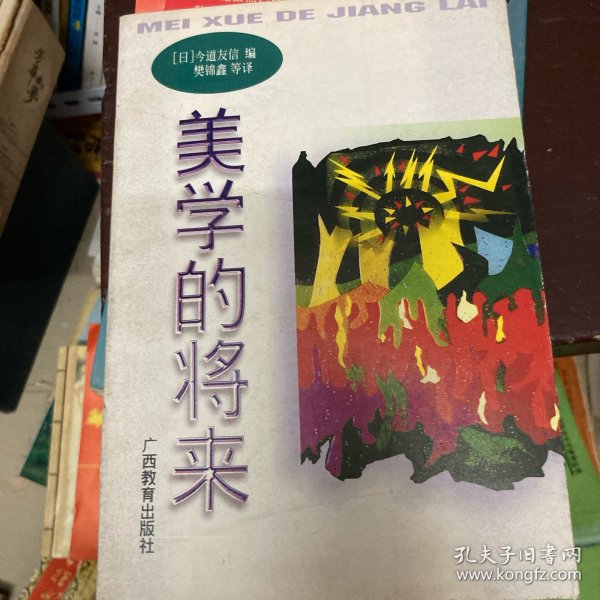 MEI XUE DE JIANG LAI
[日]今道友信 编
樊锦鑫 等译
美学的将来
广西教育出版社
孔夫子旧书网
www.kongfz.com